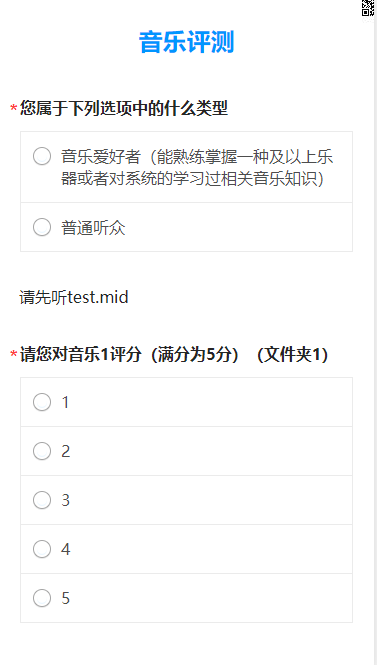 音乐评测
*您属于下列选项中的什么类型
音乐爱好者（能熟练掌握一种及以上乐
器或者对系统的学习过相关音乐知识）
普通听众
请先听test.mid
*请您对音乐1评分（满分为5分）（文件夹1）
1
2
3
4
5